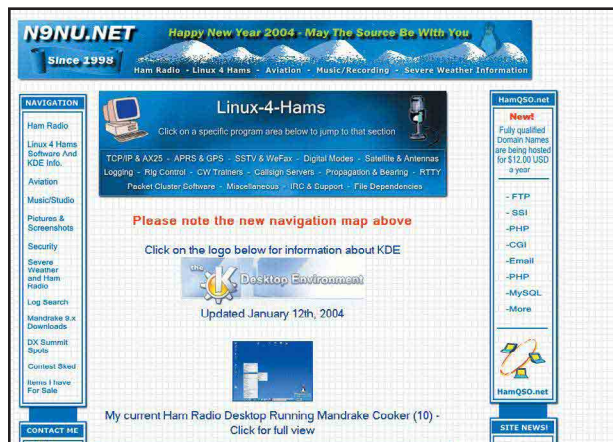 N9NU.NET
Happy New Year 2004 - May The Source Be With You
Since 1998
Ham Radio - Linux 4 Hams - Aviation - Music/Recording - Severe Weather Information
NAVIGATION
Ham Radio
Linux 4 Hams
Software And
KDE Info.
Aviation
Music/Studio
Pictures &
Screenshots
Security
Severe
Weather
and Ham
Radio
Log Search
Mandrake 9.x
Downloads
DX Summit
Spots
Contest Sked
Items I have
For Sale
CONTACT ME
Linux-4-Hams
Click on a specific program area below to jump to that section
TCP/IP & AX25 - APRS & GPS - SSTV & WeFax - Digital Modes - Satellite & Antennas
Logging - Rig Control - CW Trainers - Callsign Servers - Propagation & Bearing - RTTY
Packet Cluster Software - Miscellaneous - IRC & Support - File Dependencies
Please note the new navigation map above
Click on the logo below for information about KDE
the K Desktop Environment
Updated January 12th, 2004
My current Ham Radio Desktop Running Mandrake Cooker (10) -
Click for full view
HamQSO.net
New!
Fully qualified
Domain Names
are being hosted
for $12.00 USD
a year
- FTP
- SSI
-PHP
-CGI
-Email
-PHP
-MySQL
-More
HamQSO.net
SITE NEWS!